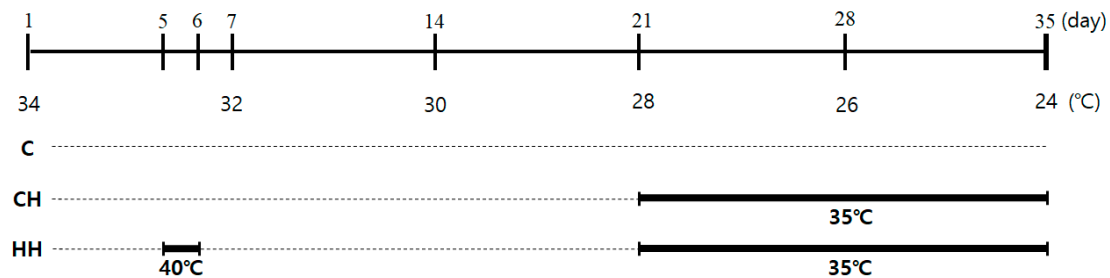 1 5 6 7 14 21 28 35 (day)
34 32 30 28 26 24 (℃)
C
CH 35℃
HH 40℃ 35℃